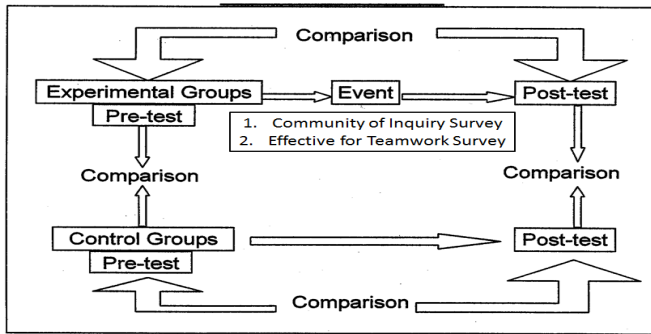 Comparison
Experimental Groups
Event
Post-test
Pre-test
1. Community of Inquiry Survey
2. Effective for Teamwork Survey
Comparison
Comparison
Control Groups
Post-test
Pre-test
Comparison